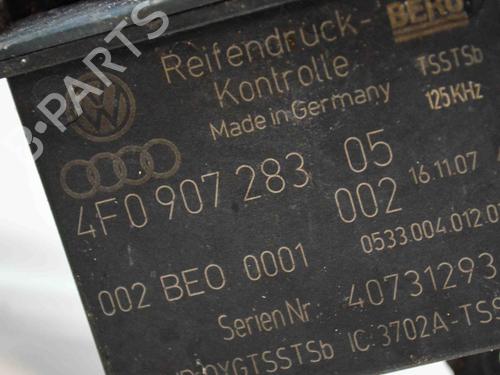 BERU
Reifendruck-
Kontrolle
TSSTSb
Made in Germany
125KHz
4F0 907 283 05
002
16.11.07
002 BEO 0001
0533.004.012.0
Serien Nr 40731293
IC: 3702A-TSS
B-PARTS